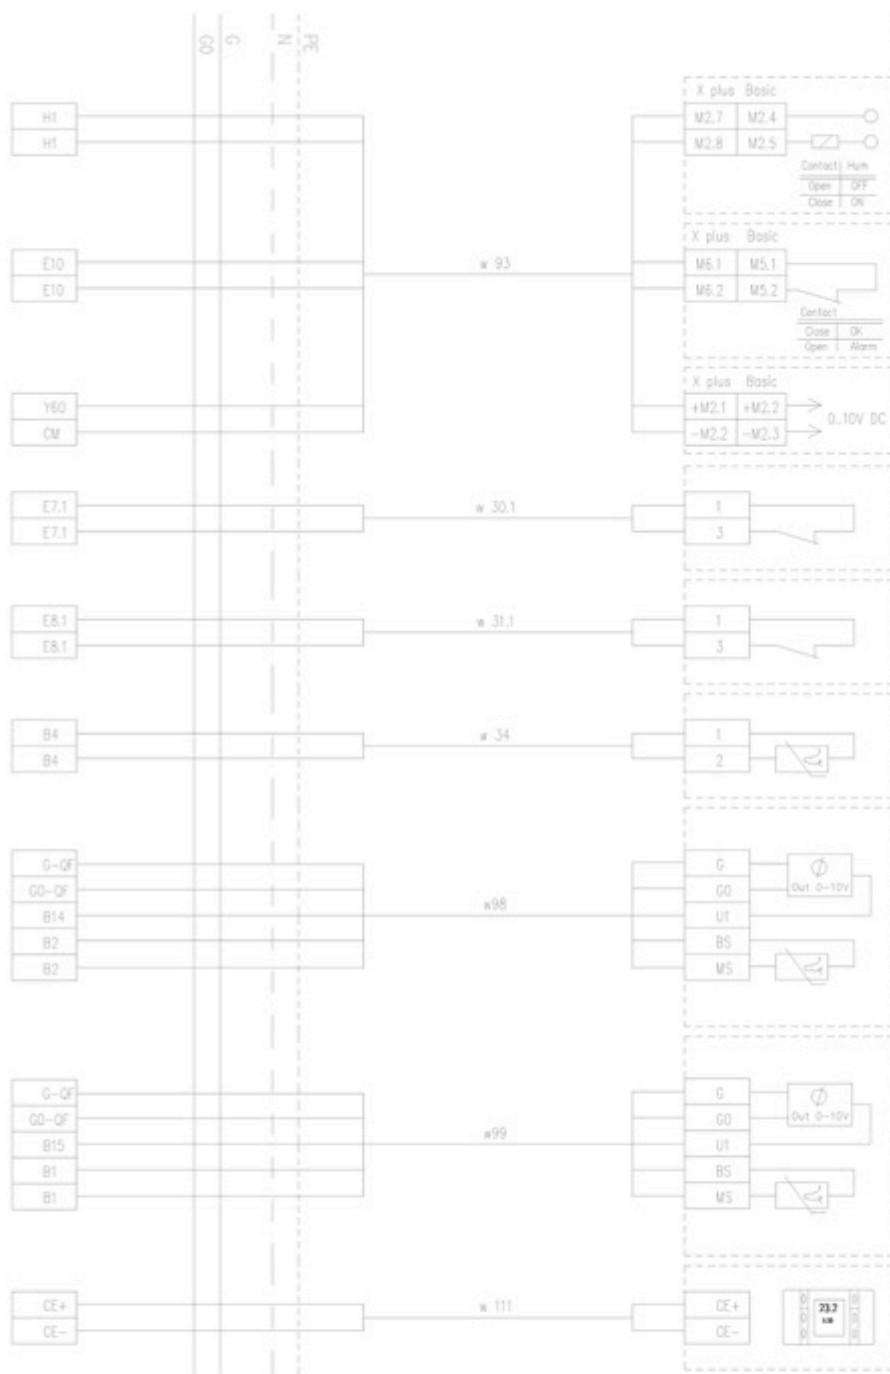 G0 G N PE
X plus Basic
H1 M2.7 M2.4
H1 M2.8 M2.5
Contact Hum
Open OFF
Close ON
X plus Basic
E10 w 93 M6.1 M5.1
E10 M6.2 M5.2
Contact
Close OK
Open Alarm
X plus Basic
Y60 +M2.1 +M2.2
0..10V DC
CM -M2.2 -M2.3
E7.1 w 30.1 1
E7.1 3
E8.1 w 31.1 1
E8.1 3
B4 w 34 1
B4 2
G-QF G
G0-QF G0 Out 0-10V
B14 w98 U1
B2 BS
B2 MS
G-QF G
G0-QF G0 Out 0-10V
B15 w99 U1
B1 BS
B1 MS
CE+ w 111 CE+
23.2
CE- CE-